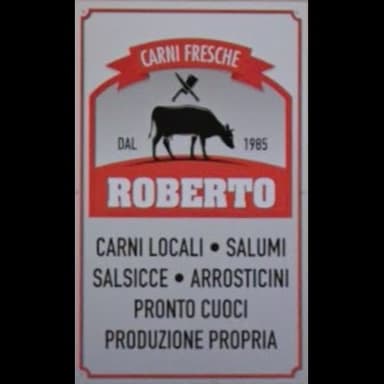 CARNI FRESCHE
DAL 1985
ROBERTO
CARNI LOCALI • SALUMI
SALSICCE • ARROSTICINI
PRONTO CUOCI
PRODUZIONE PROPRIA